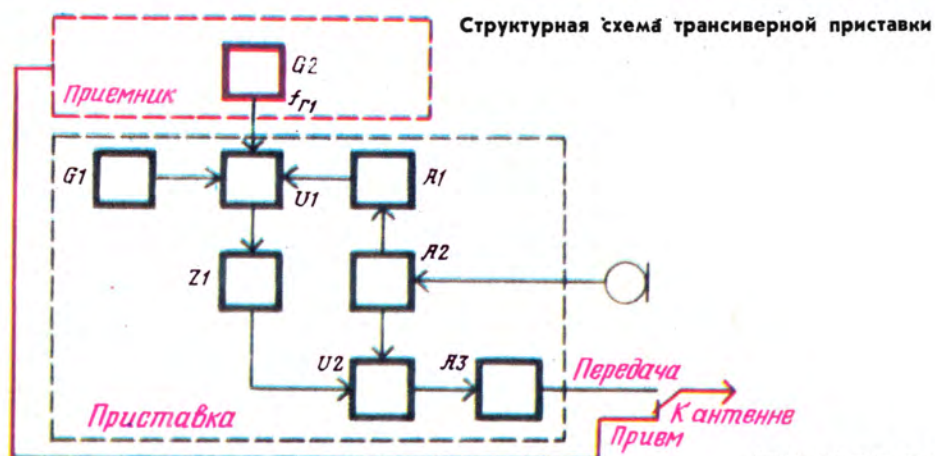 Структурная схема трансиверной приставки
G2
Приемник
fГ1
G1
U1
A1
Z1
A2
U2
A3
Передача
К антенне
Прием
Приставка